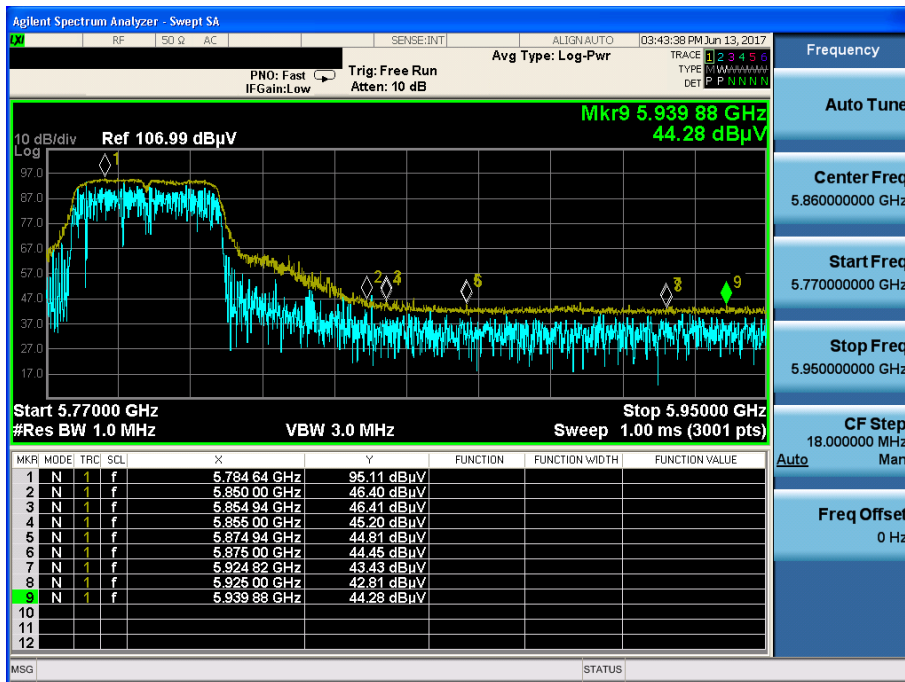 Agilent Spectrum Analyzer - Swept SA
LXI RF 50 Ω AC SENSE:INT ALIGN AUTO 03:43:38 PM Jun 13, 2017
Frequency
PNO: Fast
IFGain:Low
Trig: Free Run
Atten: 10 dB
Avg Type: Log-Pwr
TRACE 1 2 3 4 5 6
TYPE M W W W W W
DET P P N N N N
Auto Tune
Mkr9 5.939 88 GHz
44.28 dBµV
10 dB/div
Log
Ref 106.99 dBµV
97.0
87.0
77.0
67.0
57.0
47.0
37.0
27.0
17.0
1
2
9
Center Freq
5.860000000 GHz
Start Freq
5.770000000 GHz
Stop Freq
5.950000000 GHz
CF Step
18.000000 MHz
Auto Man
Freq Offset
0 Hz
Start 5.77000 GHz Stop 5.95000 GHz
#Res BW 1.0 MHz VBW 3.0 MHz Sweep 1.00 ms (3001 pts)
MKR MODE TRC SCL X Y FUNCTION FUNCTION WIDTH FUNCTION VALUE
1 N 1 f 5.784 64 GHz 95.11 dBµV
2 N 1 f 5.850 00 GHz 46.40 dBµV
3 N 1 f 5.854 94 GHz 46.41 dBµV
4 N 1 f 5.855 00 GHz 45.20 dBµV
5 N 1 f 5.874 94 GHz 44.81 dBµV
6 N 1 f 5.875 00 GHz 44.45 dBµV
7 N 1 f 5.924 82 GHz 43.43 dBµV
8 N 1 f 5.925 00 GHz 42.81 dBµV
9 N 1 f 5.939 88 GHz 44.28 dBµV
10
11
12
MSG STATUS